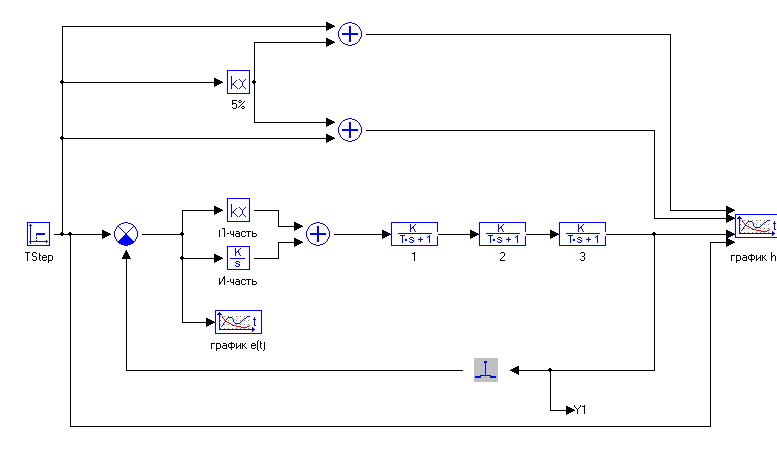 kx
5%
TStep
kx
П-часть
K
s
И-часть
K
T·s + 1
1
K
T·s + 1
2
K
T·s + 1
3
t
график h
t
график e(t)
Y1